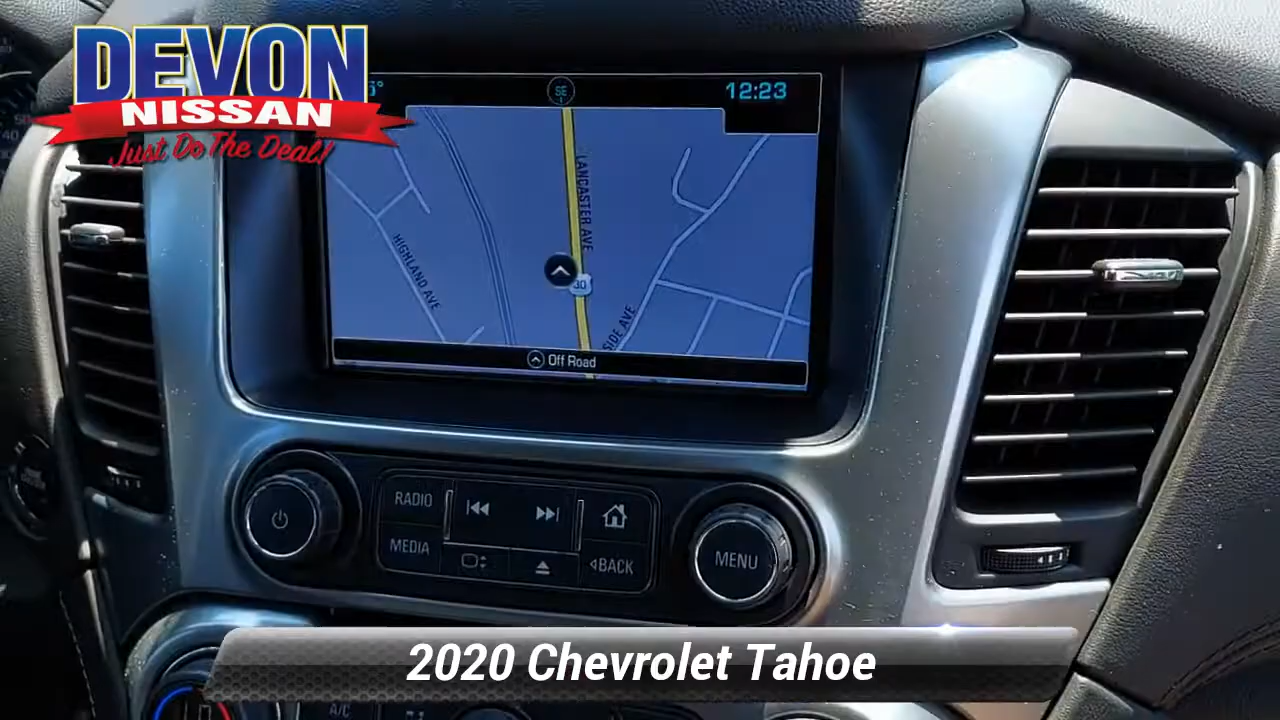 DEVON
NISSAN
Just Do The Deal!
SE
12:23
LANCASTER AVE
HIGHLAND AVE
30
SIDE AVE
Off Road
RADIO
MEDIA
BACK
MENU
A/C
2020 Chevrolet Tahoe